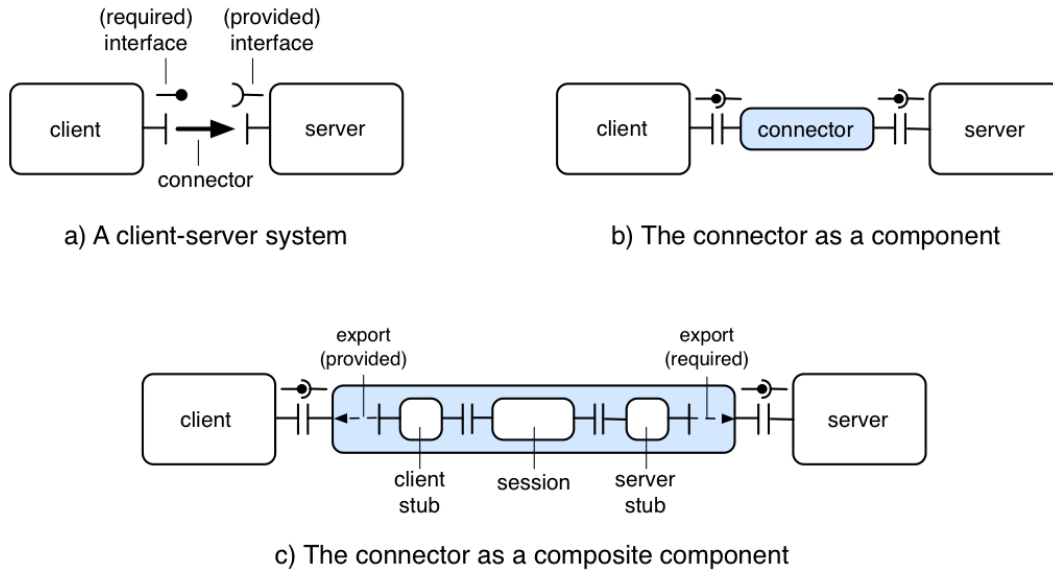 (required)
interface
(provided)
interface
client
server
connector
a) A client-server system
client
connector
server
b) The connector as a component
export
(provided)
export
(required)
client
server
client
stub
session
server
stub
c) The connector as a composite component